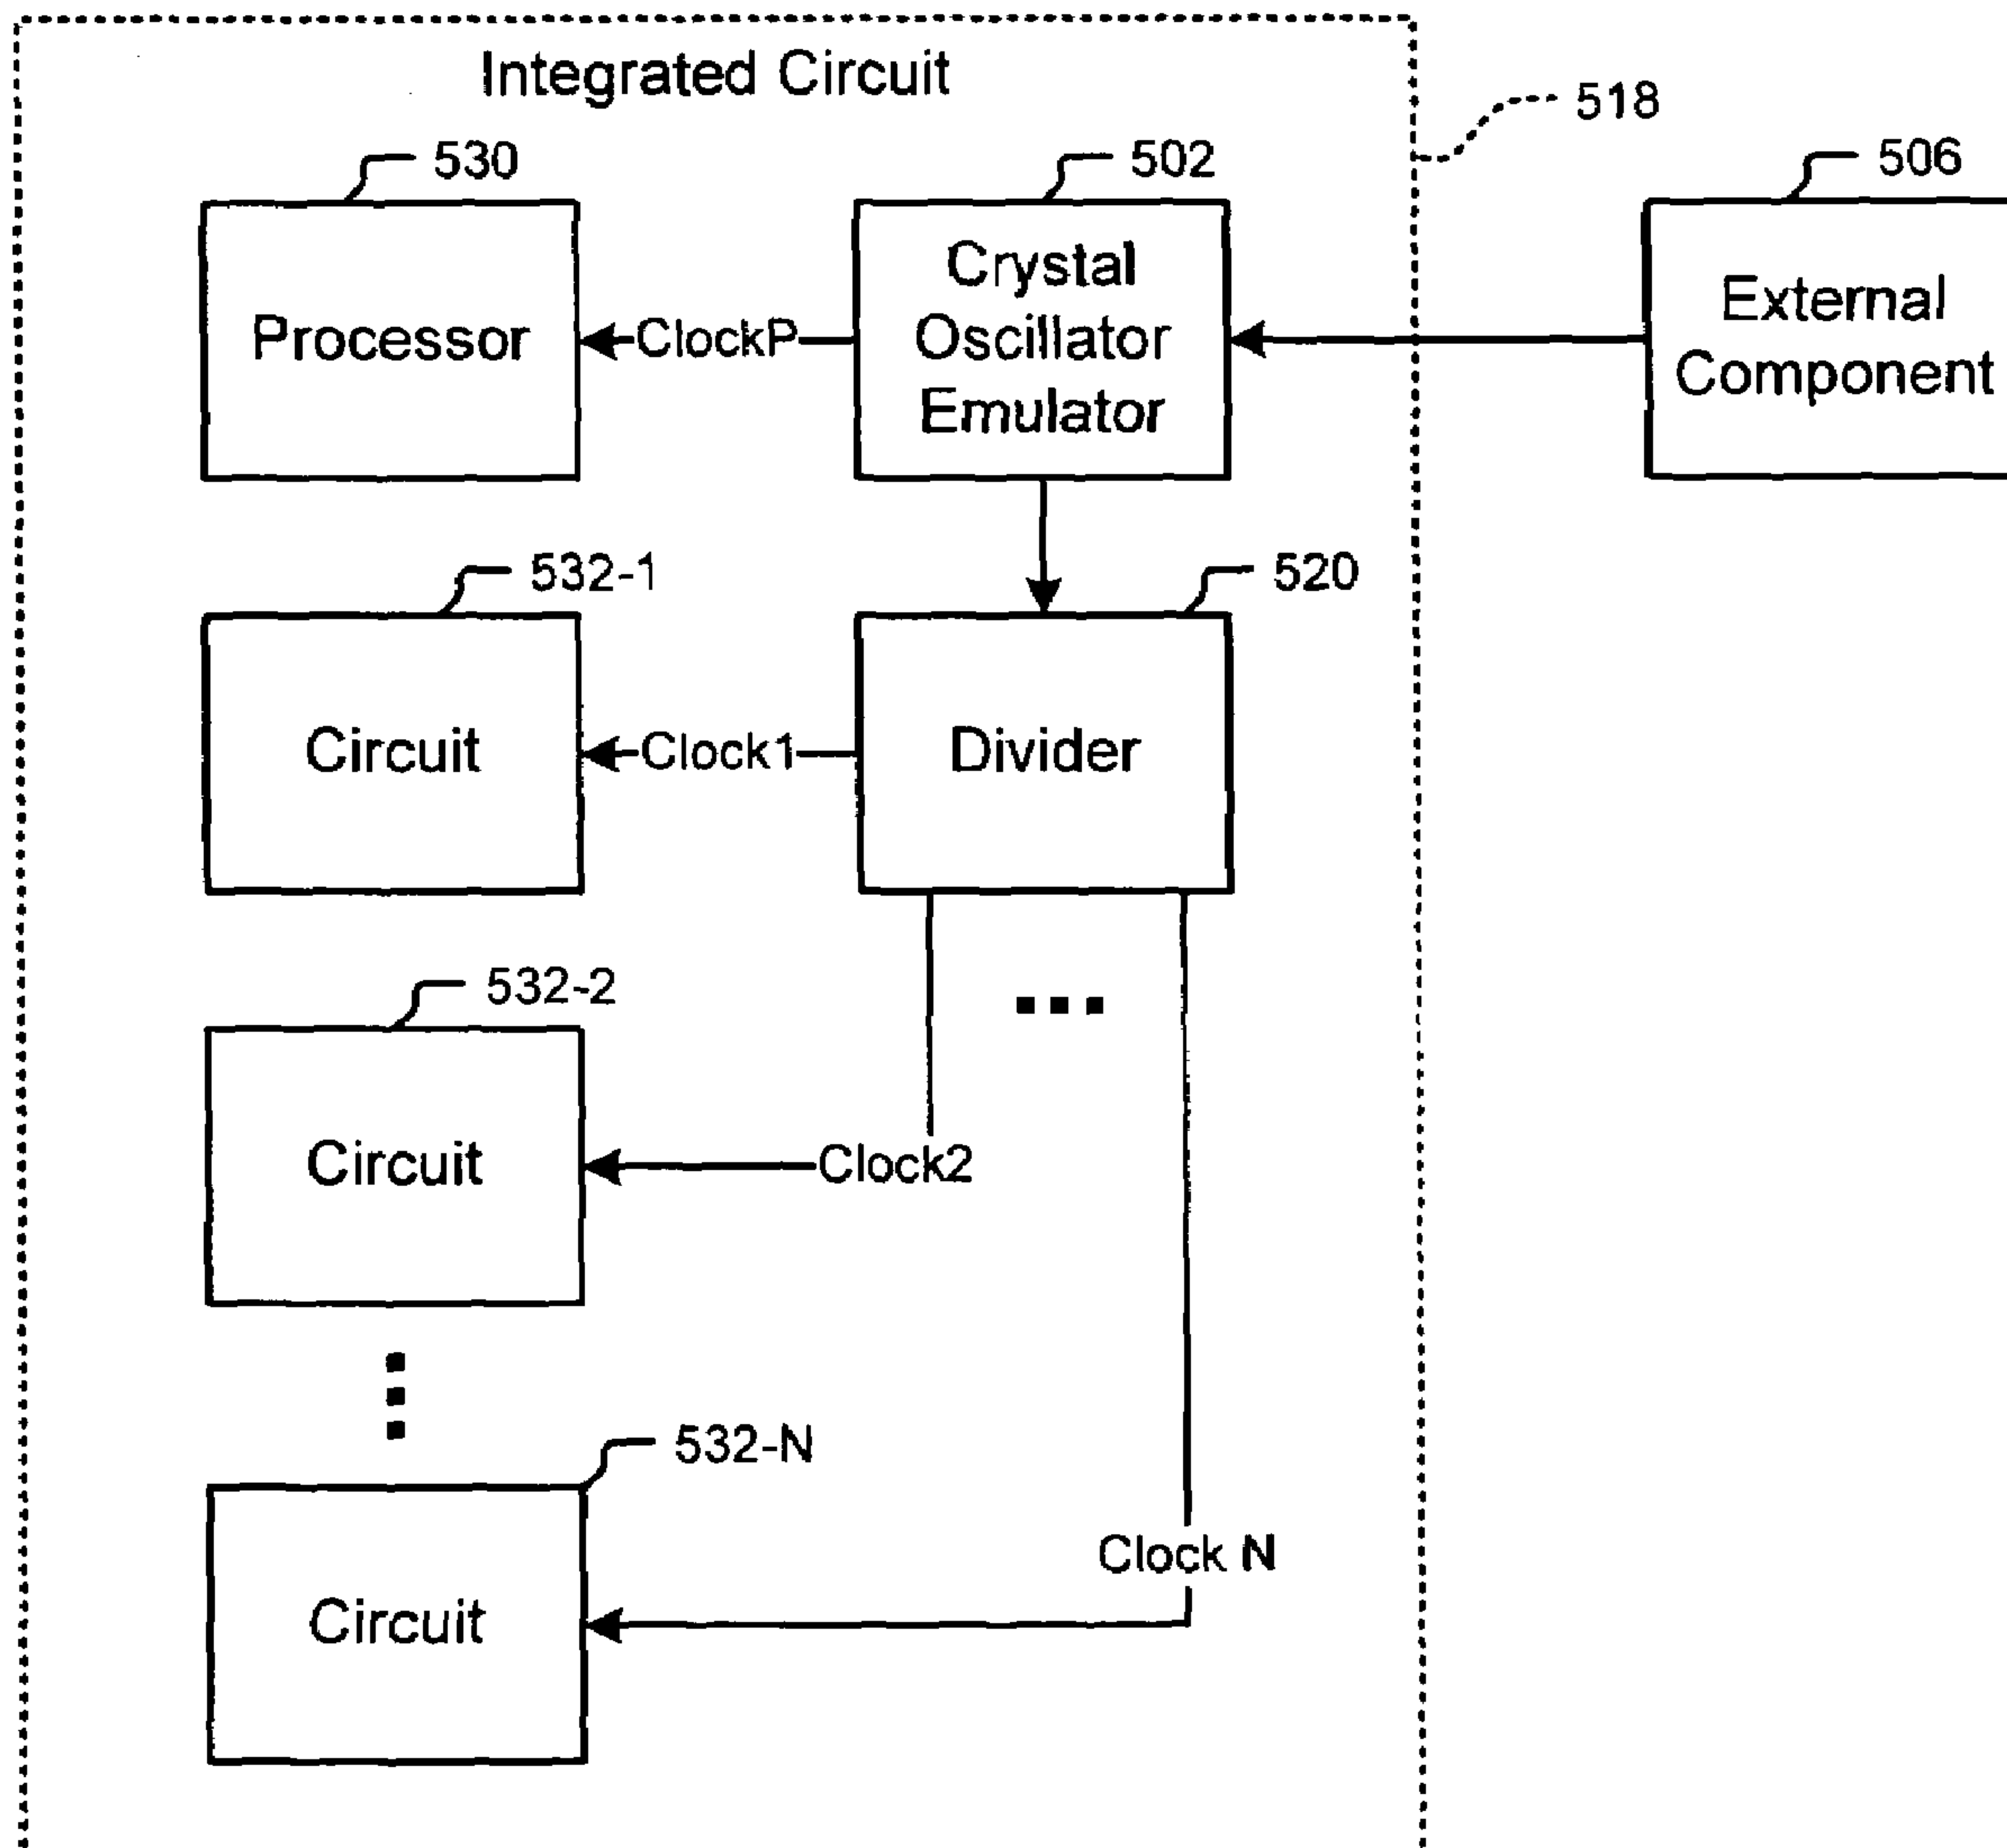 Integrated Circuit
518
530
502
506
Processor
ClockP
Crystal
Oscillator
Emulator
External
Component
532-1
520
Circuit
Clock1
Divider
532-2
Circuit
Clock2
532-N
Clock N
Circuit